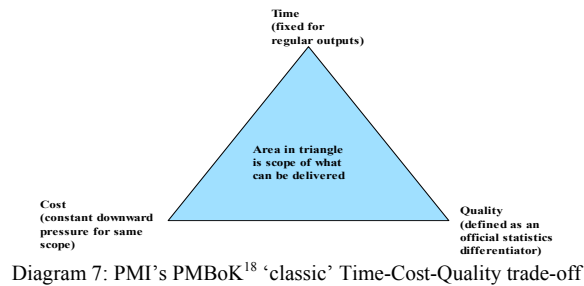 Time
(fixed for
regular outputs)
Area in triangle
is scope of what
can be delivered
Cost
(constant downward
pressure for same
scope)
Quality
(defined as an
official statistics
differentiator)
Diagram 7: PMI's PMBoK18 'classic' Time-Cost-Quality trade-off